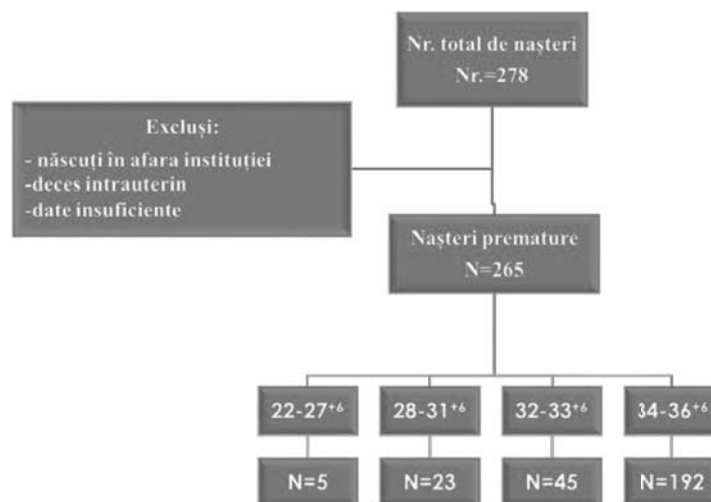 Nr. total de nașteri
Nr.=278
Excluși:
- născuți în afara instituției
-deces intrauterin
-date insuficiente
Nașteri premature
N=265
22-27⁺⁶
28-31⁺⁶
32-33⁺⁶
34-36⁺⁶
N=5
N=23
N=45
N=192